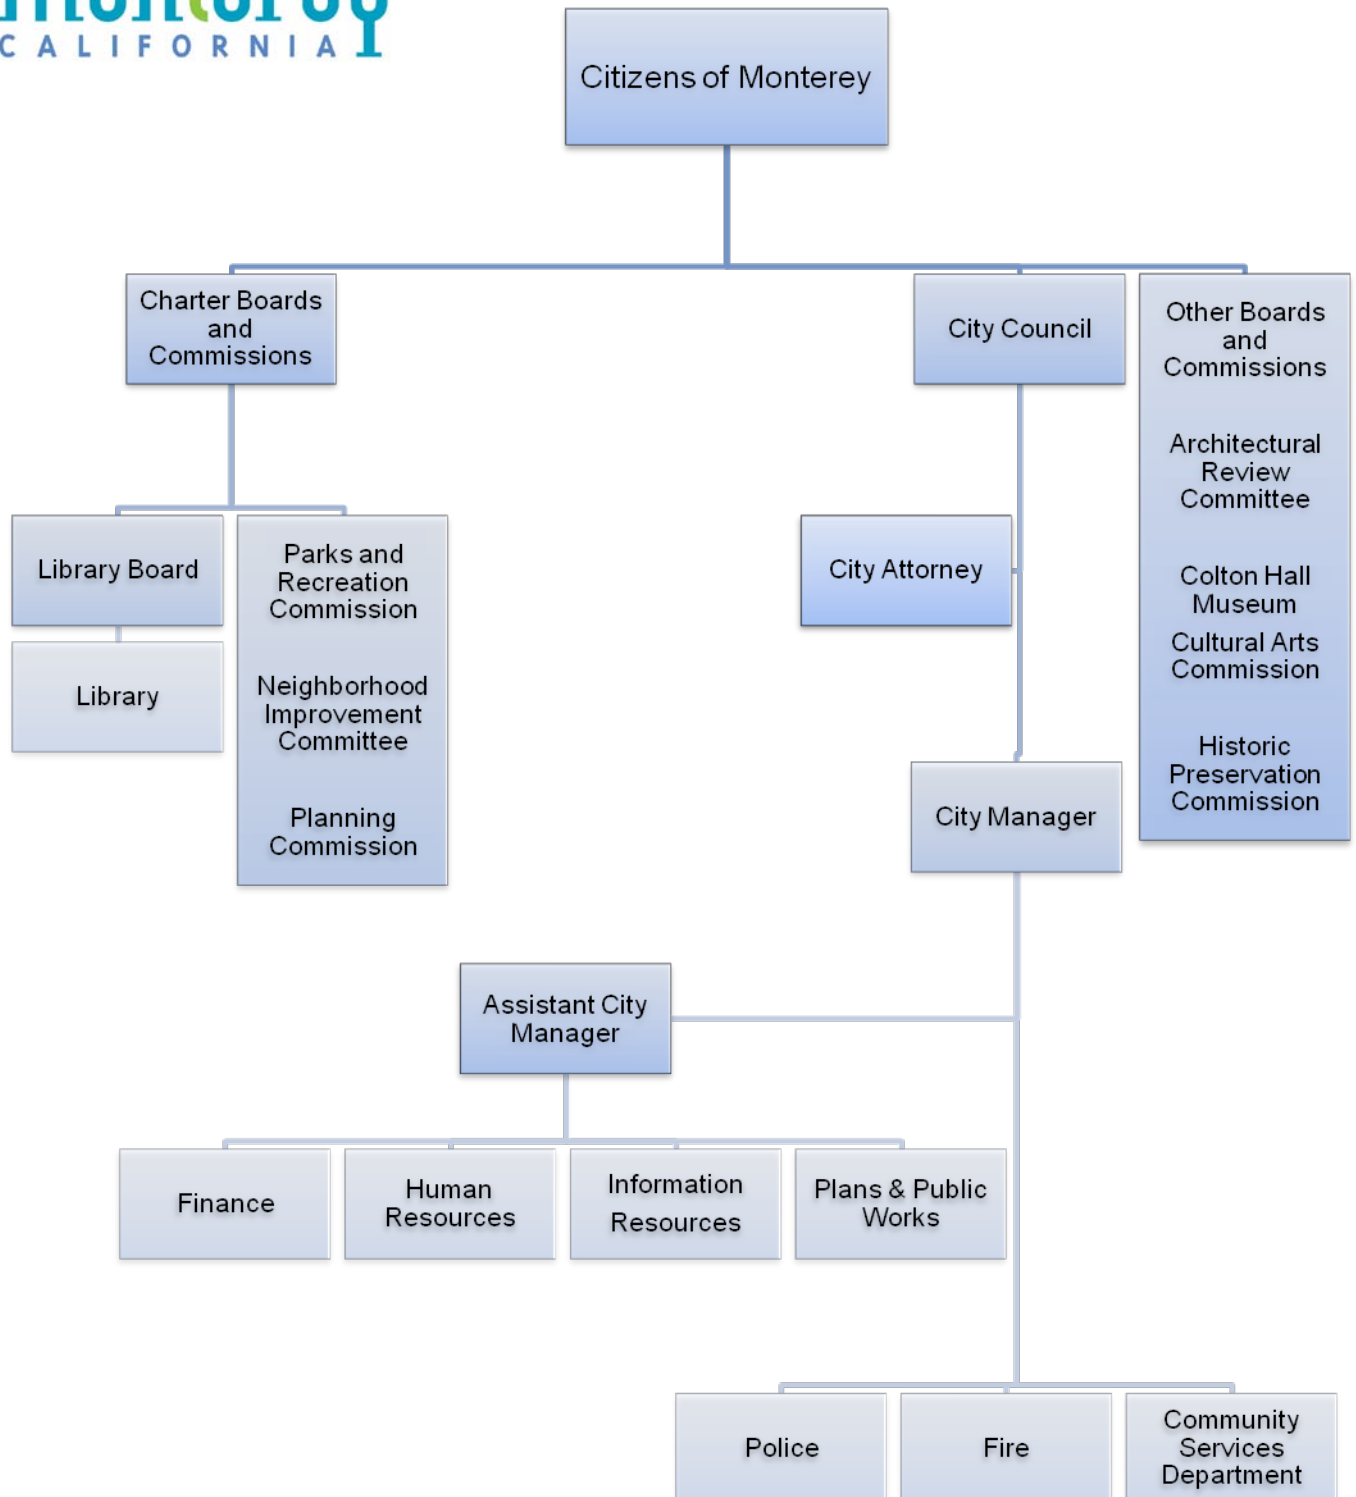 monterey
CALIFORNIA
Citizens of Monterey
Charter Boards
and
Commissions
City Council
Other Boards
and
Commissions
Architectural
Review
Committee
Colton Hall
Museum
Cultural Arts
Commission
Historic
Preservation
Commission
Library Board
Library
Parks and
Recreation
Commission
Neighborhood
Improvement
Committee
Planning
Commission
City Attorney
City Manager
Assistant City
Manager
Finance
Human
Resources
Information
Resources
Plans & Public
Works
Police
Fire
Community
Services
Department